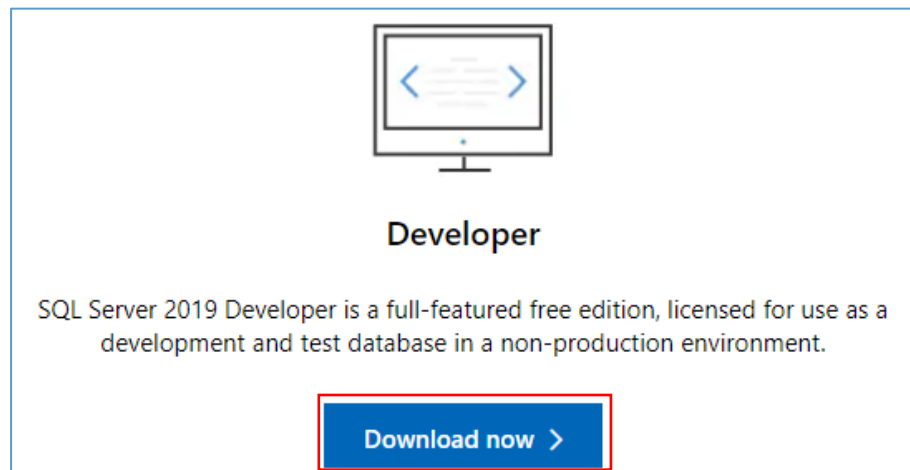 Developer
SQL Server 2019 Developer is a full-featured free edition, licensed for use as a
development and test database in a non-production environment.
Download now >